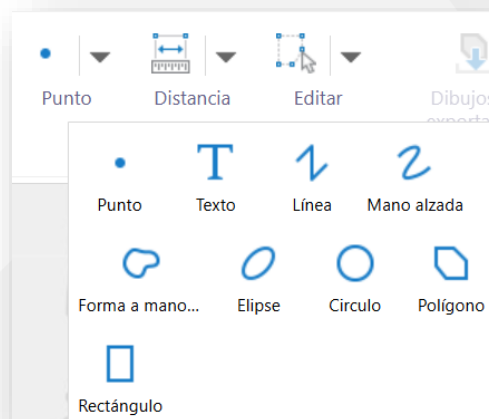 Punto Distancia Editar Dibujos
Punto Texto Línea Mano alzada
Forma a mano... Elipse Circulo Polígono
Rectángulo